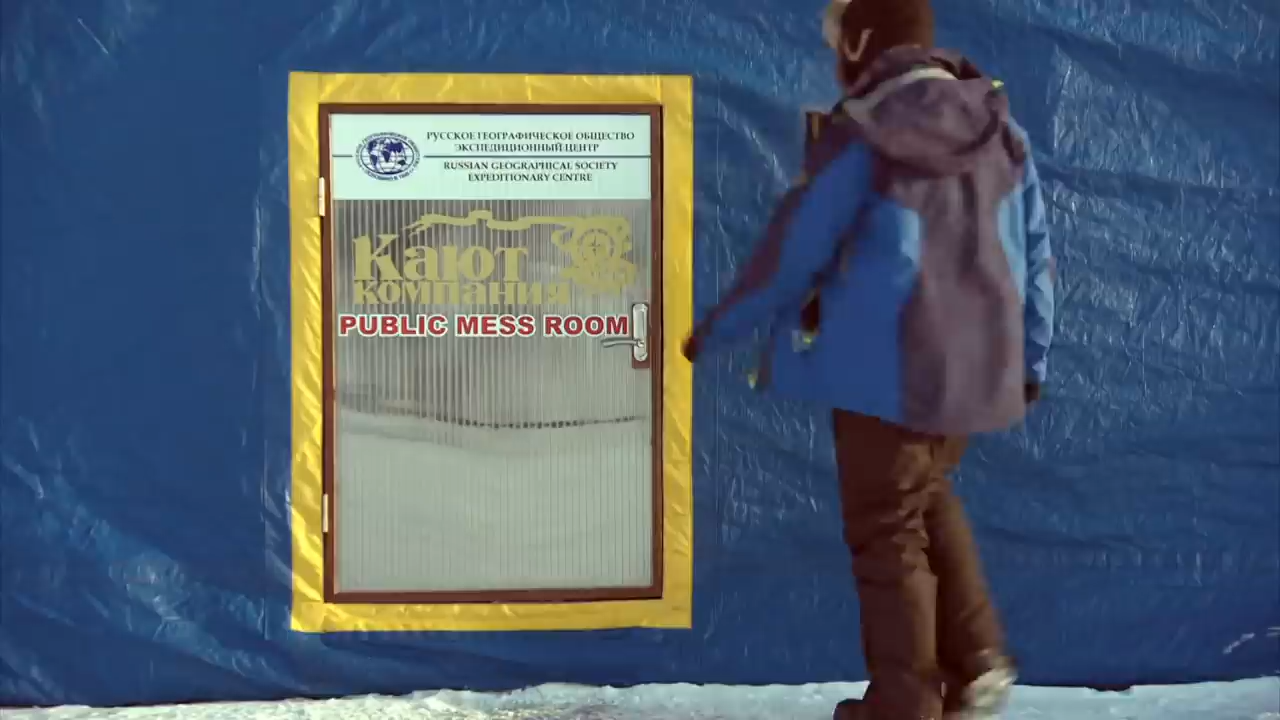 РУССКОЕ ГЕОГРАФИЧЕСКОЕ ОБЩЕСТВО
ЭКСПЕДИЦИОННЫЙ ЦЕНТР
RUSSIAN GEOGRAPHICAL SOCIETY
EXPEDITIONARY CENTRE
Кают
компания
PUBLIC MESS ROOM